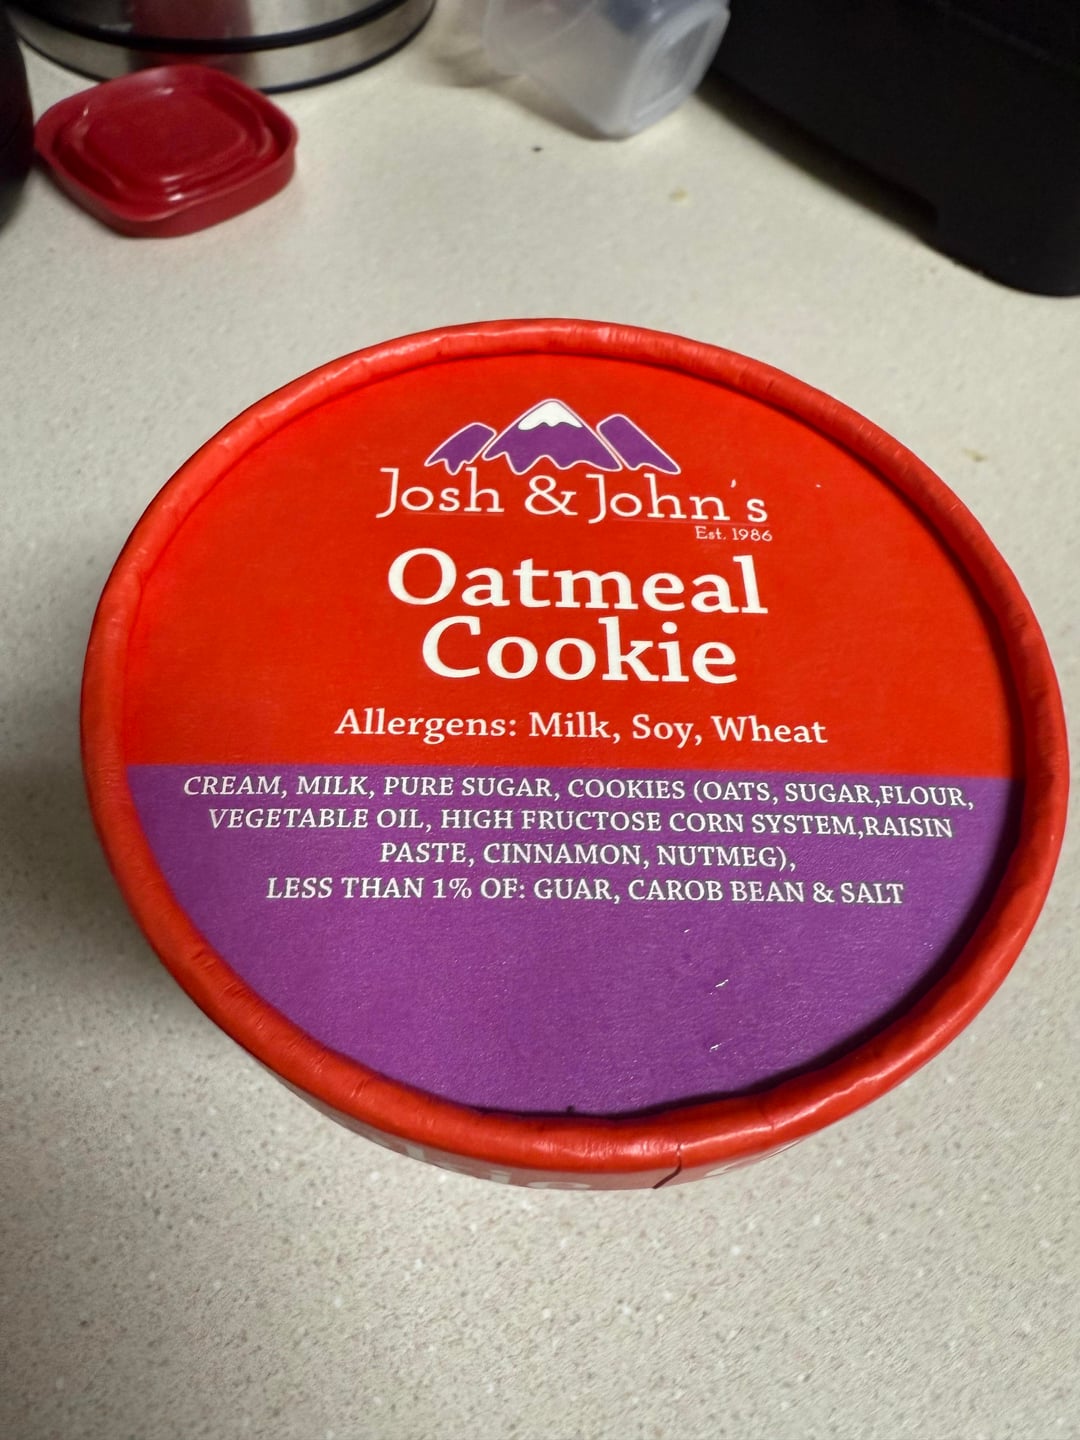 Josh & John's
Est. 1986
Oatmeal
Cookie
Allergens: Milk, Soy, Wheat
CREAM, MILK, PURE SUGAR, COOKIES (OATS, SUGAR,FLOUR,
VEGETABLE OIL, HIGH FRUCTOSE CORN SYSTEM,RAISIN
PASTE, CINNAMON, NUTMEG),
LESS THAN 1% OF: GUAR, CAROB BEAN & SALT